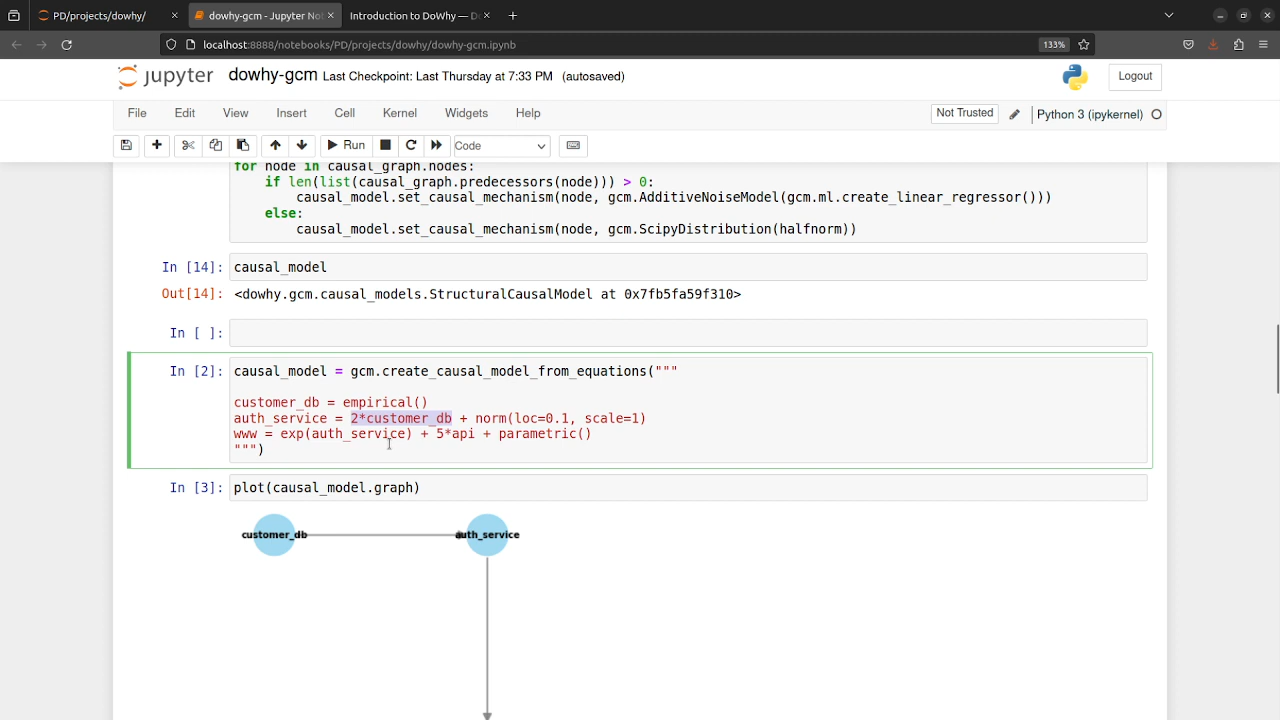 PD/projects/dowhy/
dowhy-gcm - Jupyter Not
Introduction to DoWhy — Do
localhost:8888/notebooks/PD/projects/dowhy/dowhy-gcm.ipynb
133%
jupyter
dowhy-gcm Last Checkpoint: Last Thursday at 7:33 PM (autosaved)
Logout
File Edit View Insert Cell Kernel Widgets Help
Not Trusted
Python 3 (ipykernel)
Run
Code
for node in causal_graph.nodes:
if len(list(causal_graph.predecessors(node))) > 0:
causal_model.set_causal_mechanism(node, gcm.AdditiveNoiseModel(gcm.ml.create_linear_regressor()))
else:
causal_model.set_causal_mechanism(node, gcm.ScipyDistribution(halfnorm))
In [14]: causal_model
Out[14]: <dowhy.gcm.causal_models.StructuralCausalModel at 0x7fb5fa59f310>
In [ ]:
In [2]: causal_model = gcm.create_causal_model_from_equations("""
customer_db = empirical()
auth_service = 2*customer_db + norm(loc=0.1, scale=1)
www = exp(auth_service) + 5*api + parametric()
""")
In [3]: plot(causal_model.graph)
customer_db auth_service